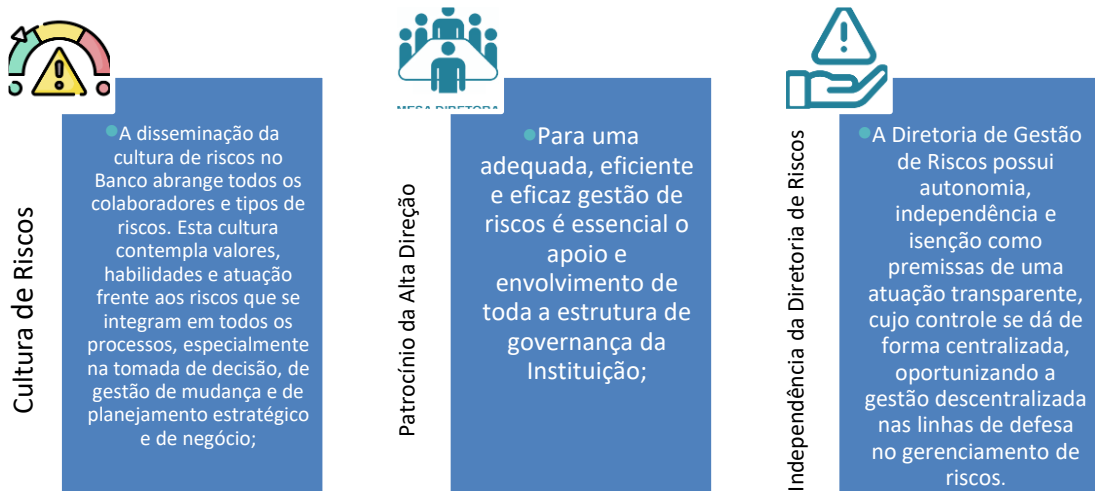 Cultura de Riscos
A disseminação da
cultura de riscos no
Banco abrange todos os
colaboradores e tipos de
riscos. Esta cultura
contempla valores,
habilidades e atuação
frente aos riscos que se
integram em todos os
processos, especialmente
na tomada de decisão, de
gestão de mudança e de
planejamento estratégico
e de negócio;
MESA DIRETORA
Patrocínio da Alta Direção
Para uma
adequada, eficiente
e eficaz gestão de
riscos é essencial o
apoio e
envolvimento de
toda a estrutura de
governança da
Instituição;
Independência da Diretoria de Riscos
A Diretoria de Gestão
de Riscos possui
autonomia,
independência e
isenção como
premissas de uma
atuação transparente,
cujo controle se dá de
forma centralizada,
oportunizando a
gestão descentralizada
nas linhas de defesa
no gerenciamento de
riscos.